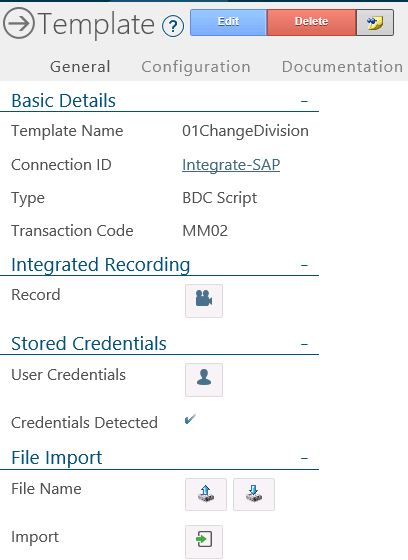 Template ? Edit Delete
General Configuration Documentation
Basic Details -
Template Name 01ChangeDivision
Connection ID Integrate-SAP
Type BDC Script
Transaction Code MM02
Integrated Recording -
Record
Stored Credentials -
User Credentials
Credentials Detected ✔
File Import -
File Name
Import